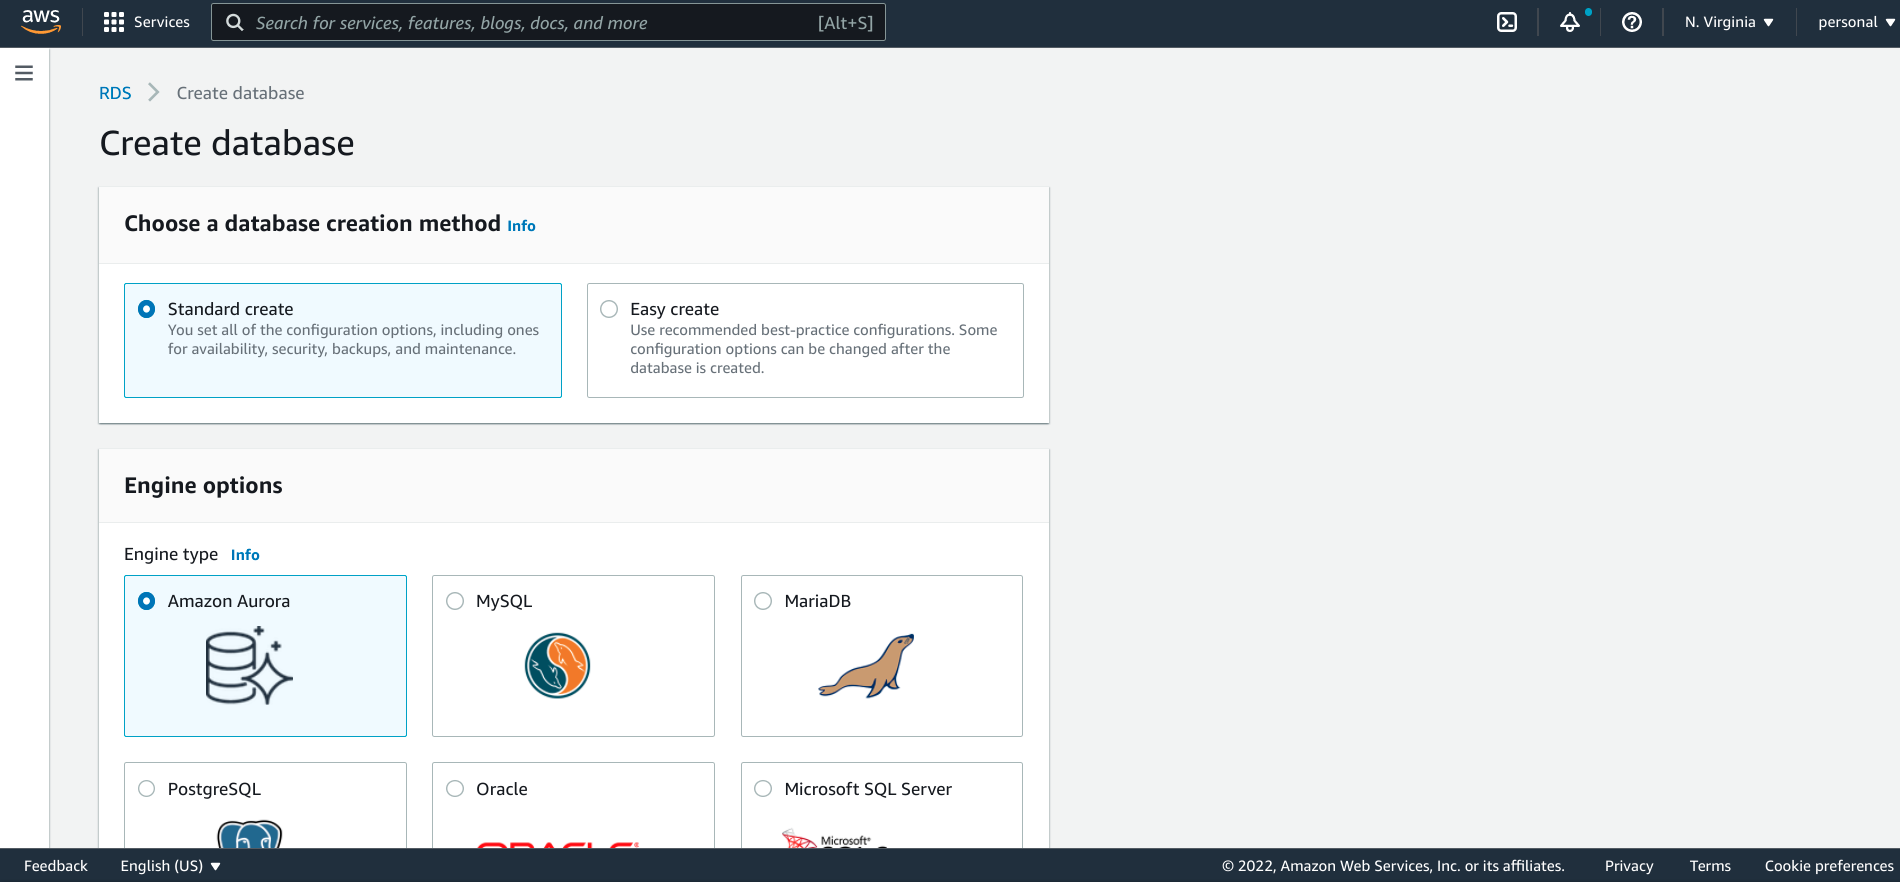 aws
Services
Search for services, features, blogs, docs, and more [Alt+S]
N. Virginia
personal
RDS Create database
Create database
Choose a database creation method Info
Standard create
You set all of the configuration options, including ones
for availability, security, backups, and maintenance.
Easy create
Use recommended best-practice configurations. Some
configuration options can be changed after the
database is created.
Engine options
Engine type Info
Amazon Aurora
MySQL
MariaDB
PostgreSQL
Oracle
Microsoft SQL Server
ORACLE
Microsoft
Feedback English (US) © 2022, Amazon Web Services, Inc. or its affiliates. Privacy Terms Cookie preferences